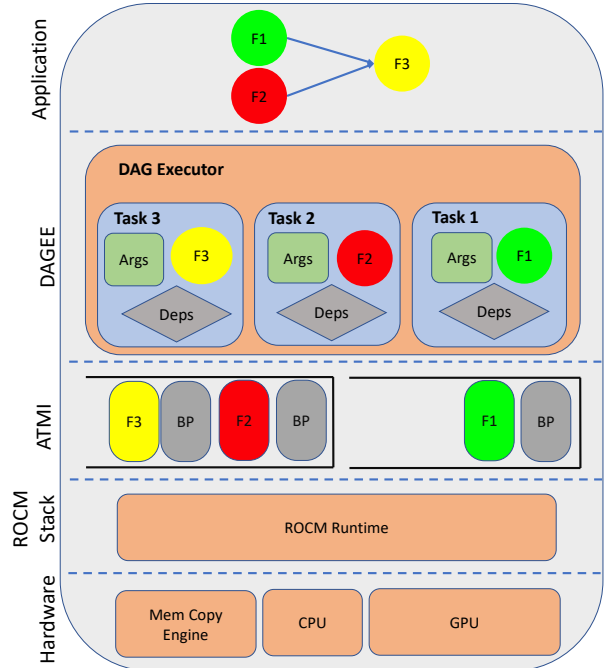 Application
F1
F3
F2
DAGEE
DAG Executor
Task 3
Task 2
Task 1
Args
F3
Args
F2
Args
F1
Deps
Deps
Deps
ATMI
F3
BP
F2
BP
F1
BP
ROCM
Stack
ROCM Runtime
Hardware
Mem Copy
Engine
CPU
GPU